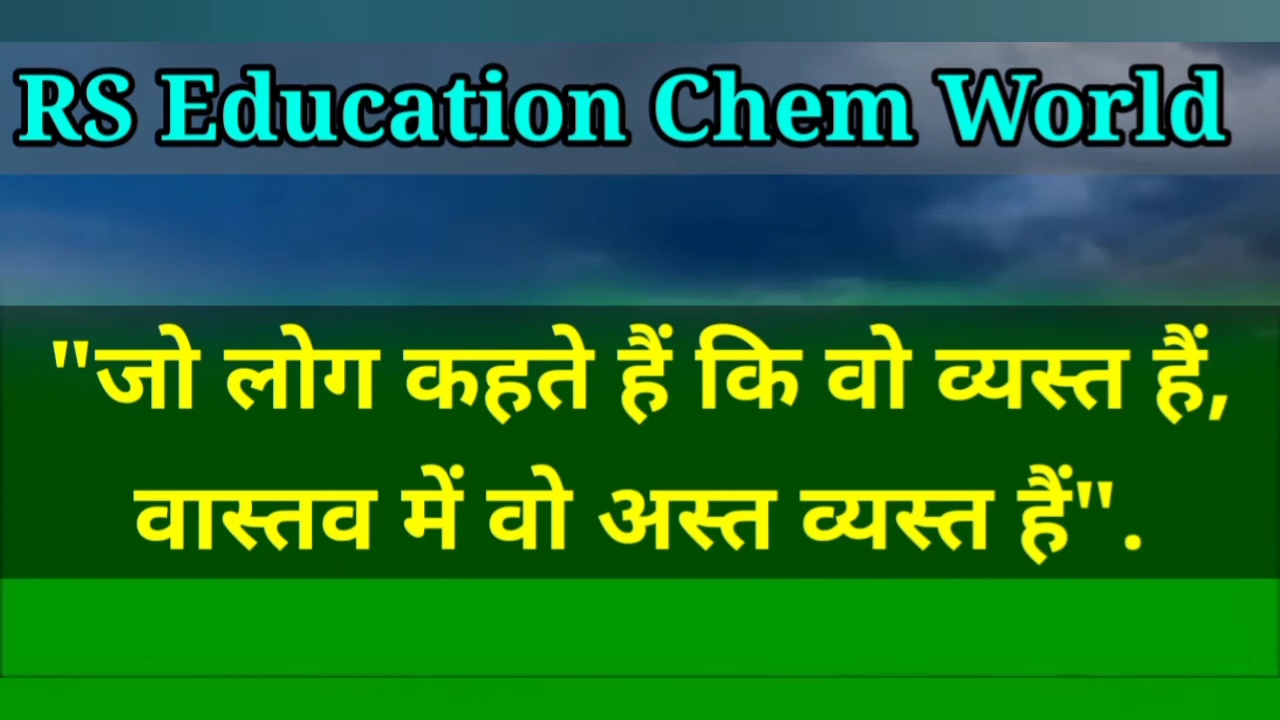 RS Education Chem World
"जो लोग कहते हैं कि वो व्यस्त हैं,
वास्तव में वो अस्त व्यस्त हैं".